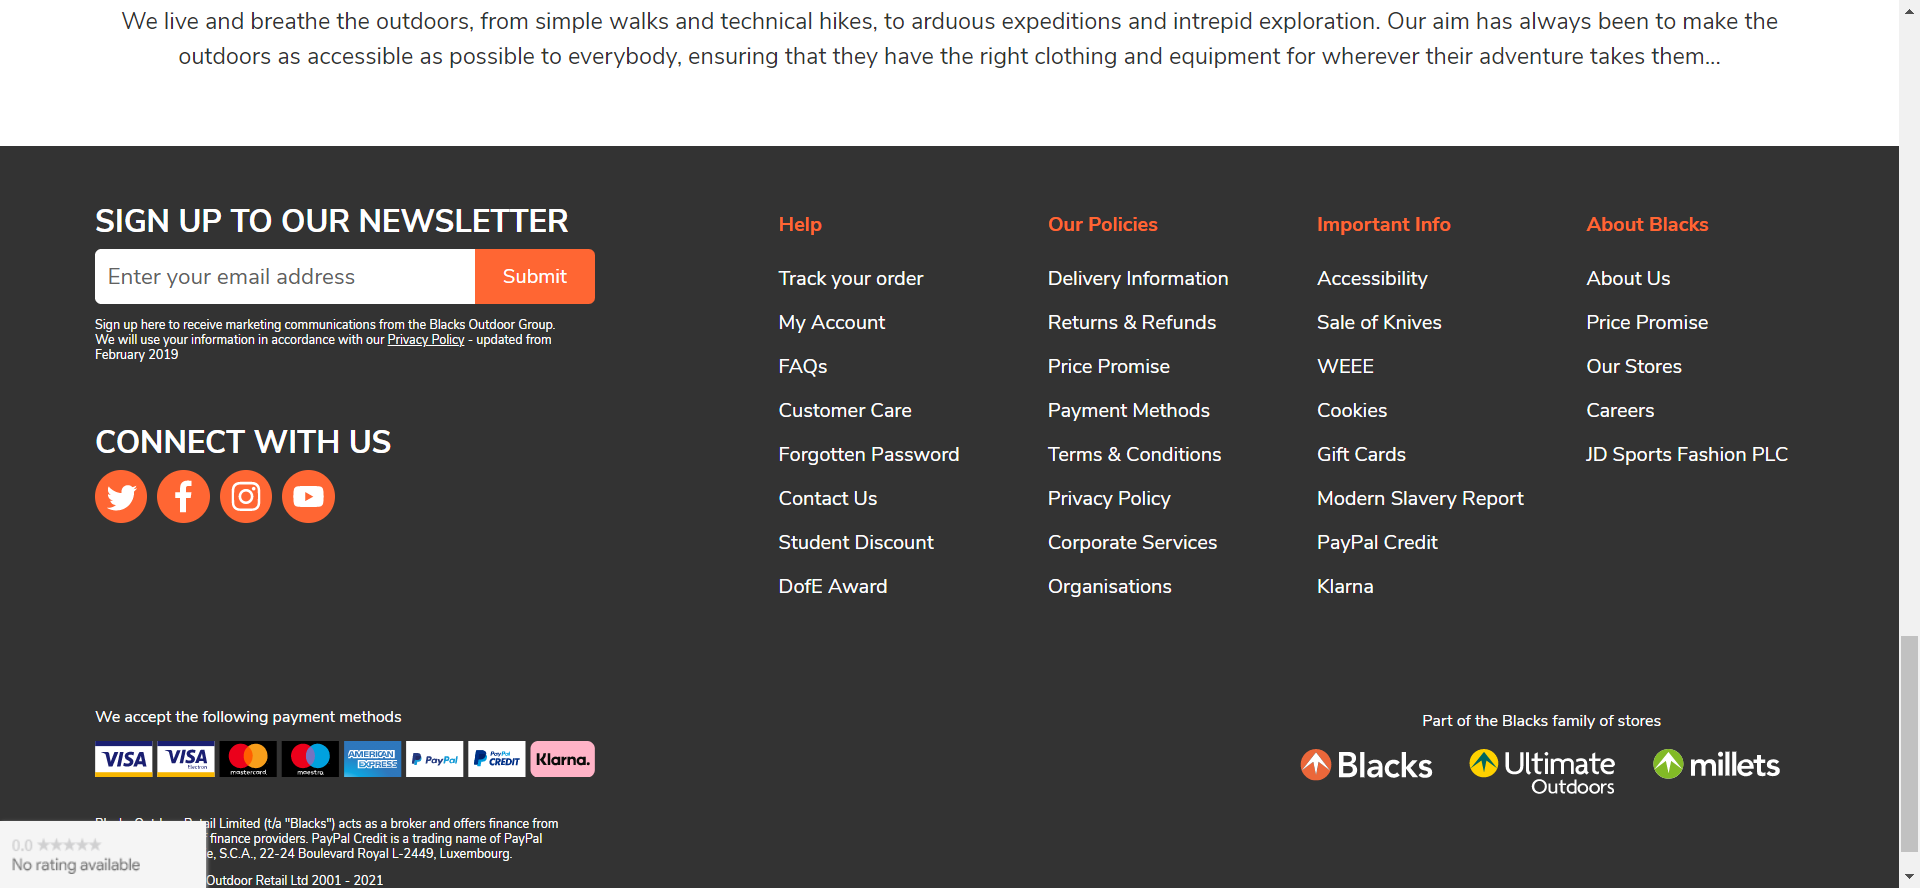 We live and breathe the outdoors, from simple walks and technical hikes, to arduous expeditions and intrepid exploration. Our aim has always been to make the
outdoors as accessible as possible to everybody, ensuring that they have the right clothing and equipment for wherever their adventure takes them...
SIGN UP TO OUR NEWSLETTER
Enter your email address
Submit
Sign up here to receive marketing communications from the Blacks Outdoor Group.
We will use your information in accordance with our Privacy Policy - updated from
February 2019
CONNECT WITH US
Help
Track your order
My Account
FAQs
Customer Care
Forgotten Password
Contact Us
Student Discount
DofE Award
Our Policies
Delivery Information
Returns & Refunds
Price Promise
Payment Methods
Terms & Conditions
Privacy Policy
Corporate Services
Organisations
Important Info
Accessibility
Sale of Knives
WEEE
Cookies
Gift Cards
Modern Slavery Report
PayPal Credit
Klarna
About Blacks
About Us
Price Promise
Our Stores
Careers
JD Sports Fashion PLC
We accept the following payment methods
VISA
VISA
Electron
mastercard
maestro
AMERICAN
EXPRESS
PayPal
PayPal
CREDIT
Klarna.
Part of the Blacks family of stores
Blacks
Ultimate
Outdoors
millets
Limited (t/a "Blacks") acts as a broker and offers finance from
finance providers. PayPal Credit is a trading name of PayPal
S.C.A., 22-24 Boulevard Royal L-2449, Luxembourg.
Outdoor Retail Ltd 2001 - 2021
0.0
No rating available